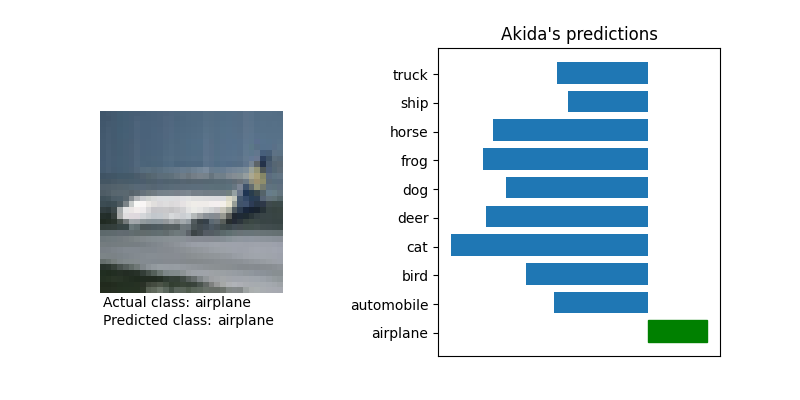 Akida's predictions
truck
ship
horse
frog
dog
deer
cat
bird
automobile
airplane
Actual class: airplane
Predicted class: airplane